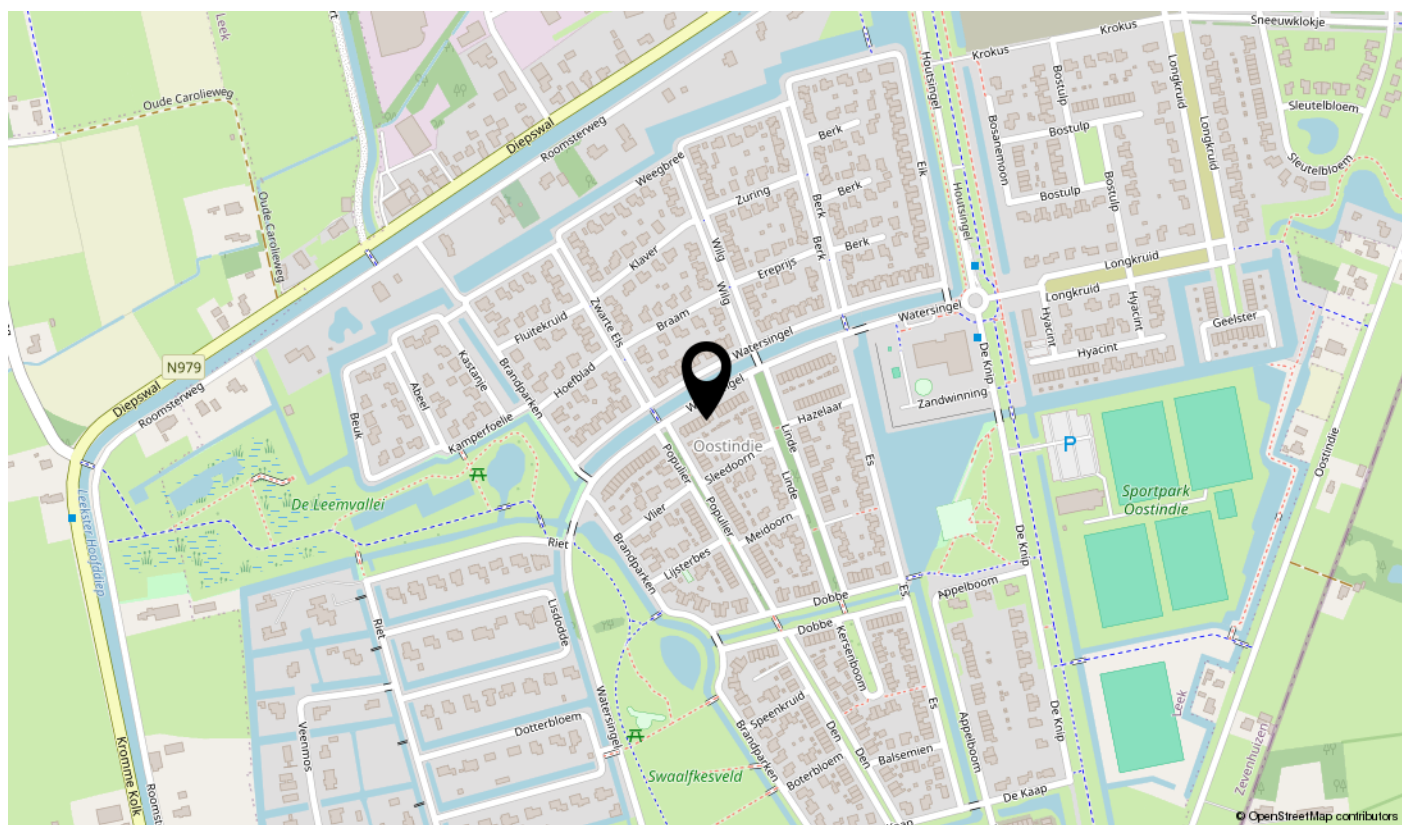 Krokus
Sneeuwklokje
Leek
Krokus
Houtsingel
Bostulp
Longkruid
Oude Carolieweg
Diepswal
Roomsterweg
Sleutelbloem
Bosanemoon
Bostulp
Longkruid
Berk
Weegbree
Eik
Sleutelbloem
Zuring
Berk
Bostulp
Bostulp
Oude Carolieweg
Berk
Houtsingel
Klaver
Wilg
Berk
Berk
Ereprijs
Longkruid
Longkruid
Wilg
Hyacint
Zwarte Els
Braam
Watersingel
Hyacint
Geelster
Fluitekruid
Watersingel
Hyacint
N979
Kastanje
Brandparken
Hoefblad
De Knip
Diepswal
Roomsterweg
Abeel
Zandwinning
Beuk
Kamperfoelie
Hazelaar
Oostindie
Linde
P
Oostindie
Populier
Sleedoorn
Es
De Leemvallei
Linde
Sportpark
Oostindie
Vlier
Populier
Meidoorn
Leekster Hoofddiep
Riet
Brandparken
Lijsterbes
De Knip
Dobbe
Es
Appelboom
Lisdodde
Riet
Dobbe
Kersenboom
Watersingel
Speenkruid
Es
Leek
De Knip
Veenmos
Dotterbloem
Brandparken
Den
Appelboom
Zevenhuizen
Kromme Kolk
Balsemien
Den
Swaalfkesveld
Boterbloem
De Kaap
© OpenStreetMap contributors